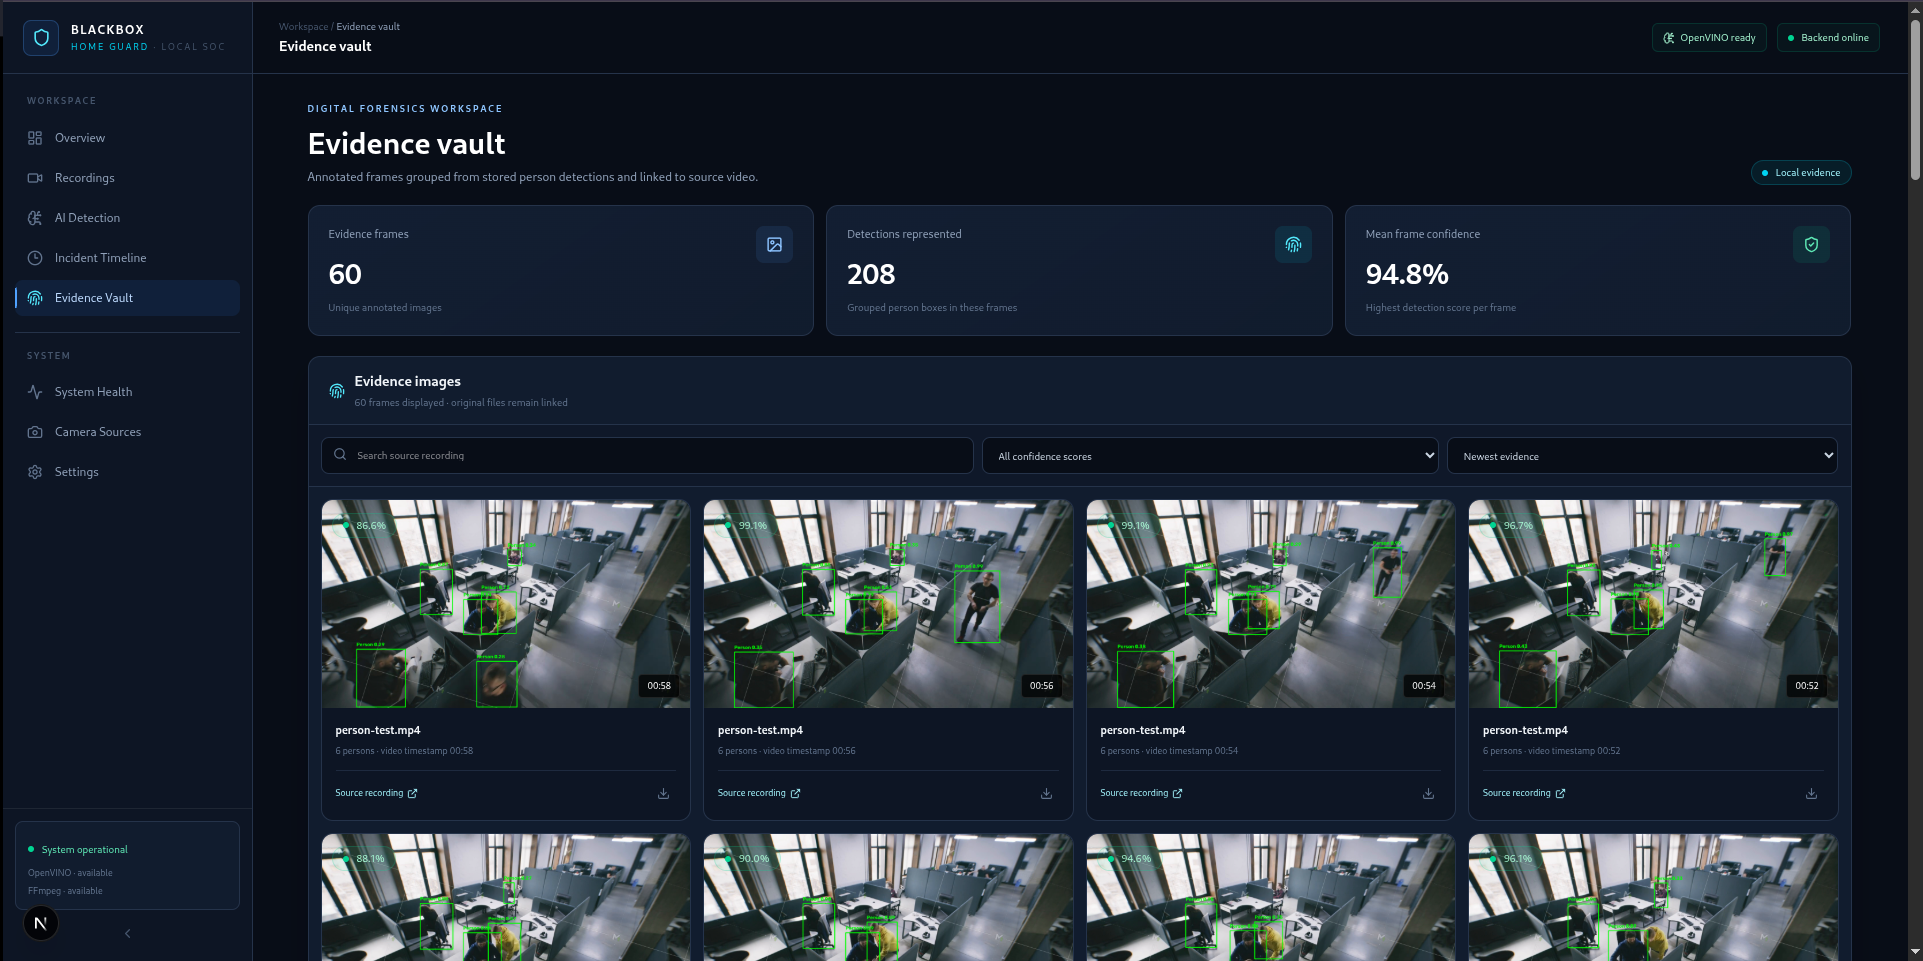 BLACKBOX
HOME GUARD · LOCAL SOC
Workspace / Evidence vault
Evidence vault
OpenVINO ready
Backend online
WORKSPACE
Overview
Recordings
AI Detection
Incident Timeline
Evidence Vault
SYSTEM
System Health
Camera Sources
Settings
System operational
OpenVINO · available
FFmpeg · available
N
DIGITAL FORENSICS WORKSPACE
Evidence vault
Annotated frames grouped from stored person detections and linked to source video.
Local evidence
Evidence frames
60
Unique annotated images
Detections represented
208
Grouped person boxes in these frames
Mean frame confidence
94.8%
Highest detection score per frame
Evidence images
60 frames displayed · original files remain linked
Search source recording
All confidence scores
Newest evidence
86.6%
00:58
person-test.mp4
6 persons · video timestamp 00:58
Source recording
99.1%
Person 0.99
00:56
person-test.mp4
6 persons · video timestamp 00:56
Source recording
99.1%
00:54
person-test.mp4
6 persons · video timestamp 00:54
Source recording
96.7%
00:52
person-test.mp4
6 persons · video timestamp 00:52
Source recording
88.1%
90.0%
94.6%
96.1%